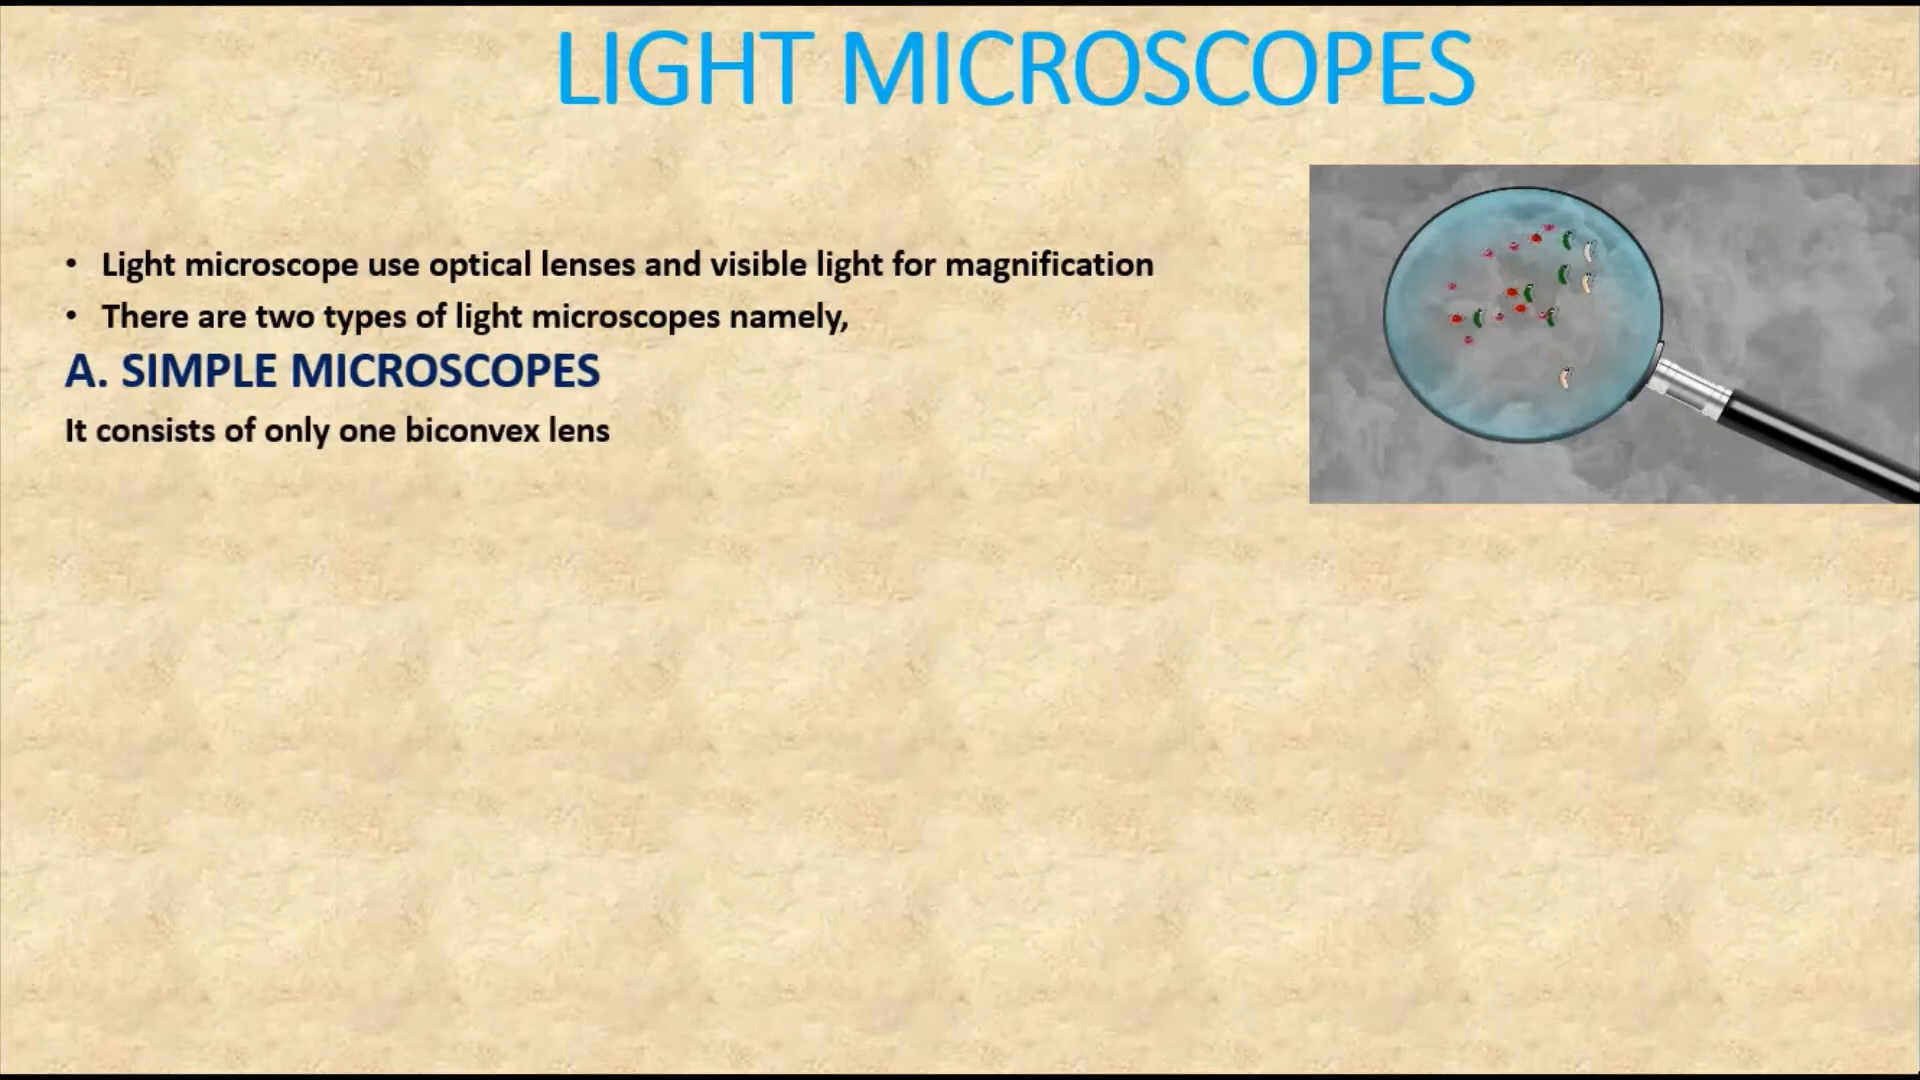 LIGHT MICROSCOPES
• Light microscope use optical lenses and visible light for magnification
• There are two types of light microscopes namely,
A. SIMPLE MICROSCOPES
It consists of only one biconvex lens